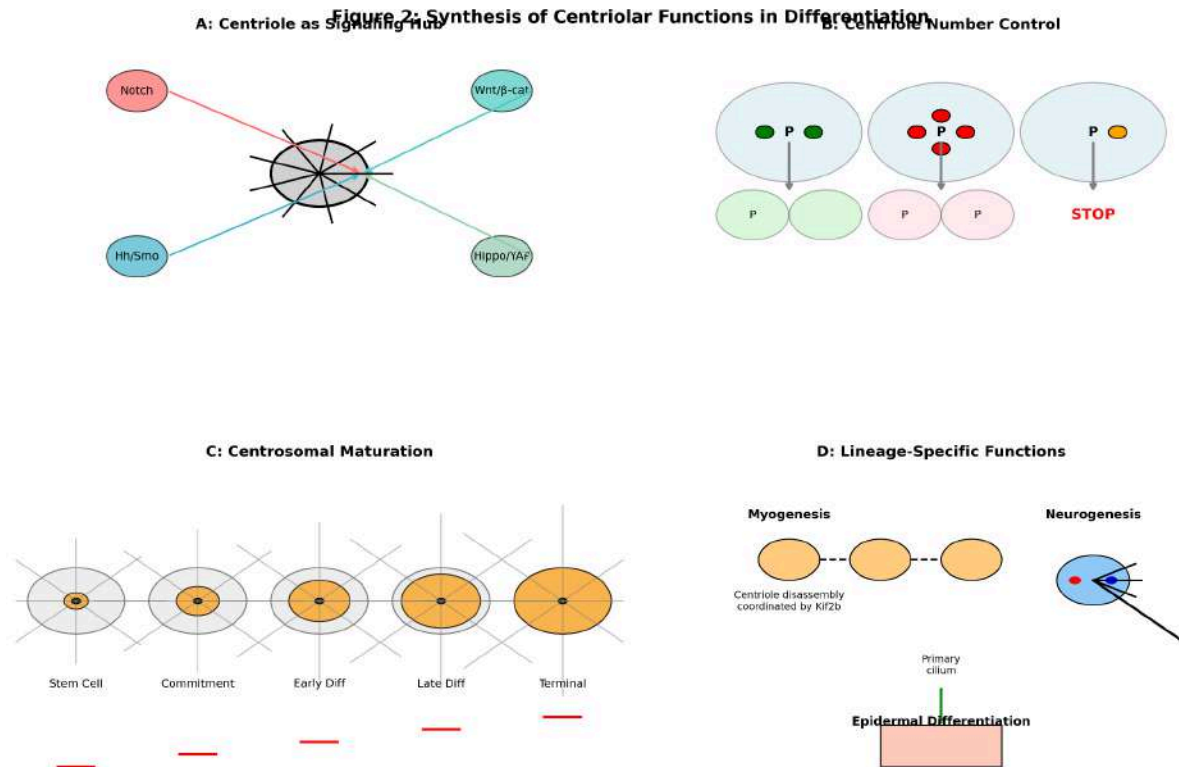 Figure 2: Synthesis of Centriolar Functions in Differentiation
A: Centriole as Signaling Hub
B: Centriole Number Control
Notch
Wnt/β-cat
Hh/Smo
Hippo/YAP
P
P
P
P
P
P
STOP
C: Centrosomal Maturation
Stem Cell
Commitment
Early Diff
Late Diff
Terminal
D: Lineage-Specific Functions
Myogenesis
Neurogenesis
Centriole disassembly
coordinated by Kif2b
Primary
cilium
Epidermal Differentiation